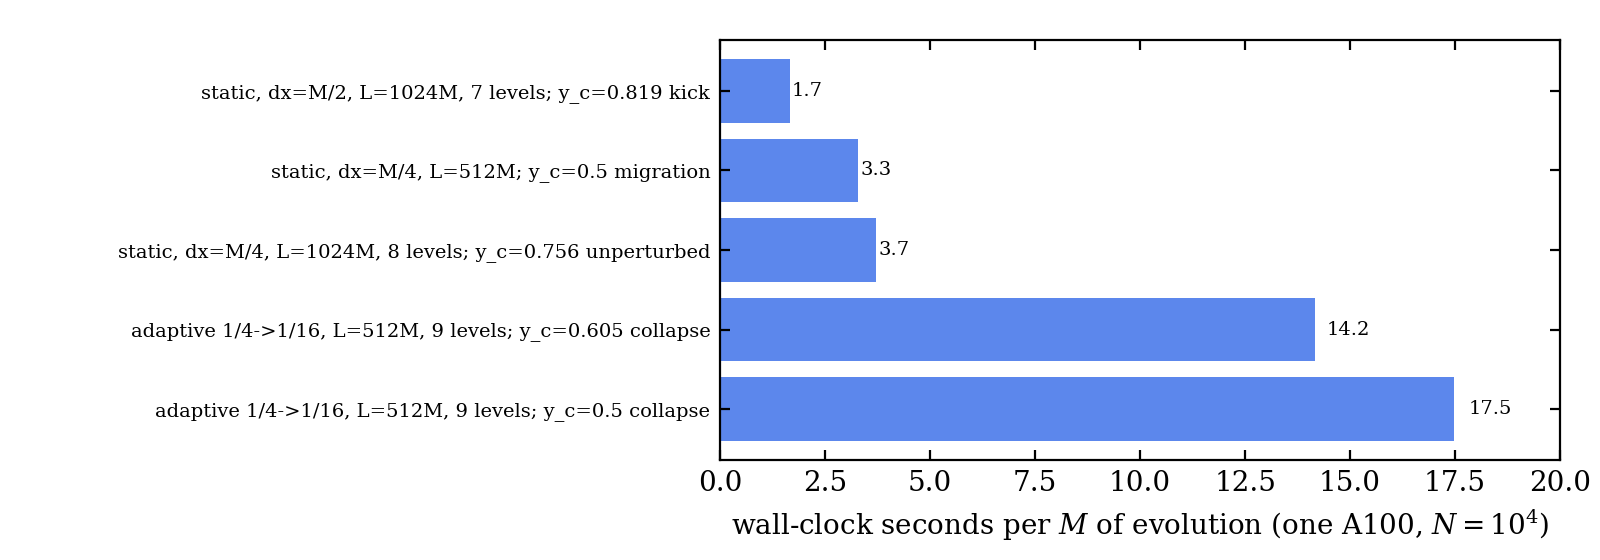 static, dx=M/2, L=1024M, 7 levels; y_c=0.819 kick
1.7
static, dx=M/4, L=512M; y_c=0.5 migration
3.3
static, dx=M/4, L=1024M, 8 levels; y_c=0.756 unperturbed
3.7
adaptive 1/4->1/16, L=512M, 9 levels; y_c=0.605 collapse
14.2
adaptive 1/4->1/16, L=512M, 9 levels; y_c=0.5 collapse
17.5
0.0 2.5 5.0 7.5 10.0 12.5 15.0 17.5 20.0
wall-clock seconds per M of evolution (one A100, N = 10⁴)